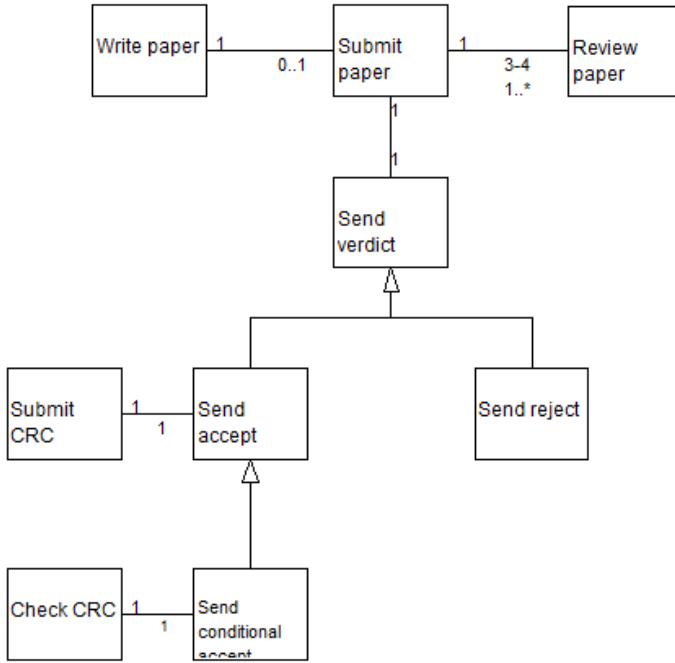 Write paper
1
0..1
Submit
paper
1
3-4
1..*
Review
paper
1
1
Send
verdict
Submit
CRC
1
1
Send
accept
Send reject
Check CRC
1
1
Send
conditional
accept